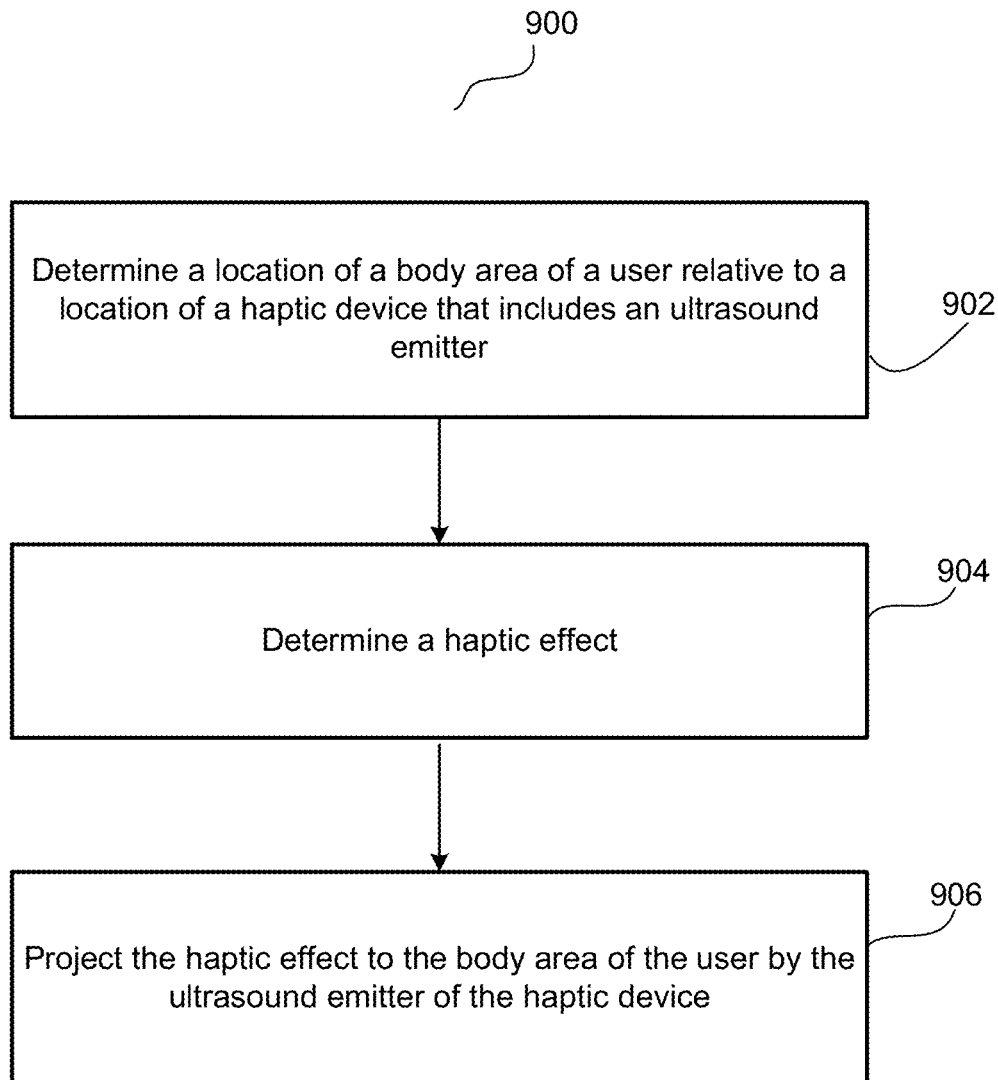 900
Determine a location of a body area of a user relative to a
location of a haptic device that includes an ultrasound
emitter
902
Determine a haptic effect
904
Project the haptic effect to the body area of the user by the
ultrasound emitter of the haptic device
906